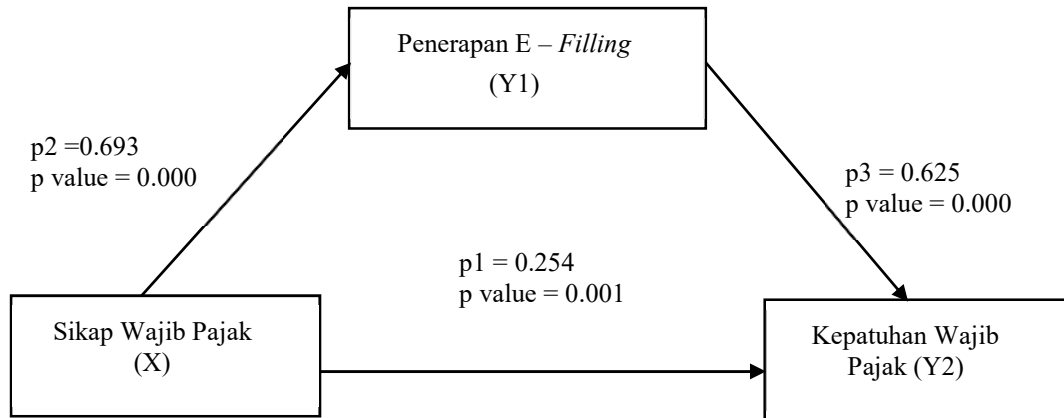 Penerapan E – Filling
(Y1)
p2 =0.693
p value = 0.000
p3 = 0.625
p value = 0.000
p1 = 0.254
p value = 0.001
Sikap Wajib Pajak
(X)
Kepatuhan Wajib
Pajak (Y2)